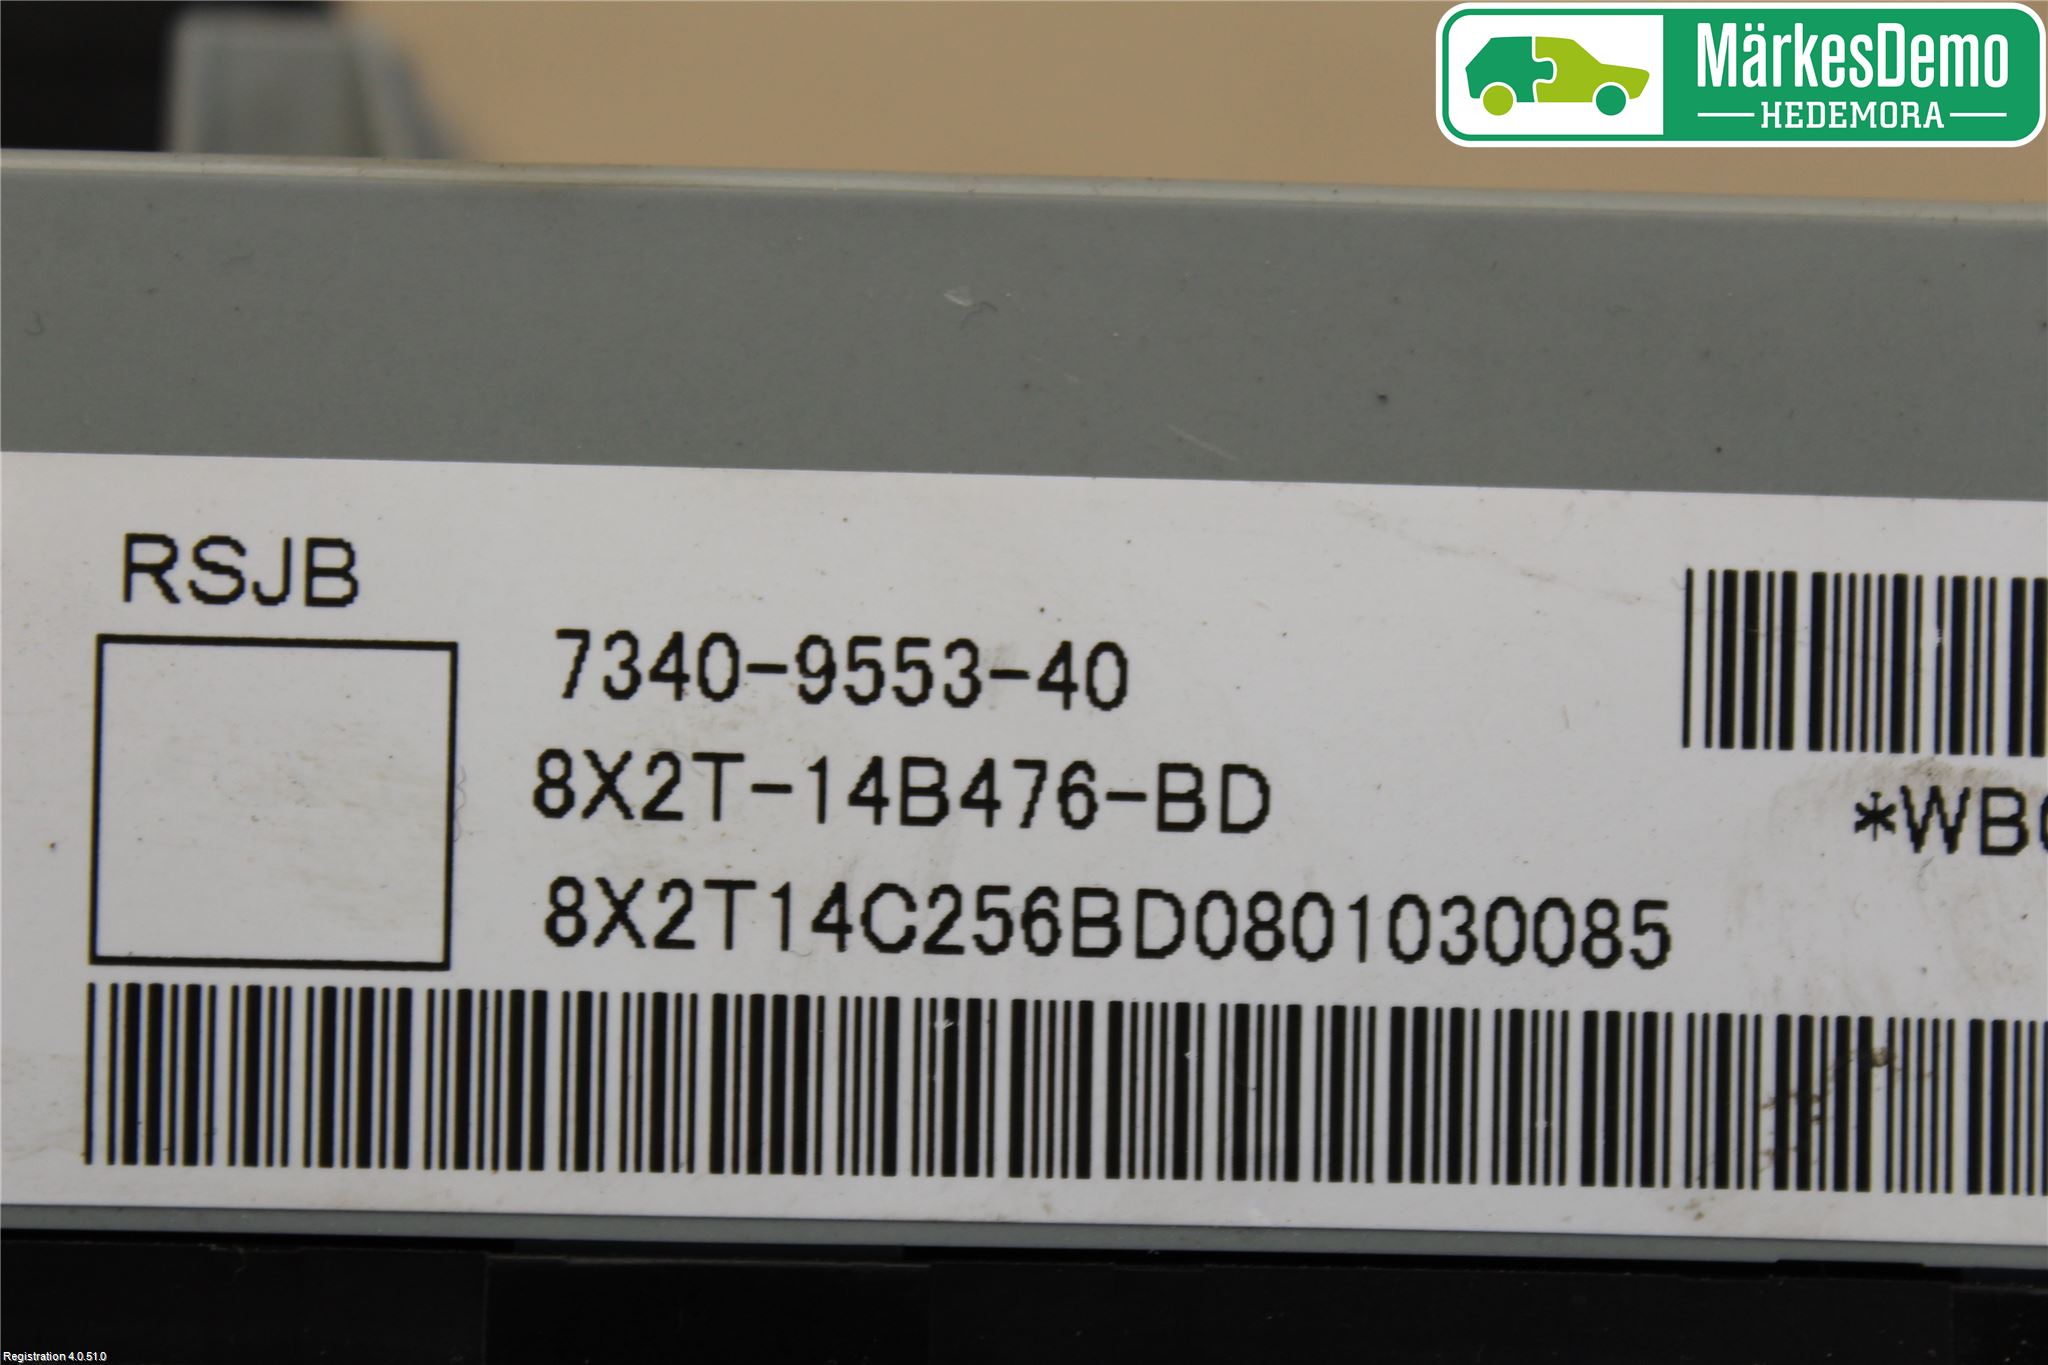 MärkesDemo
HEDEMORA
RSJB
7340-9553-40
8X2T-14B476-BD
*WB
8X2T14C256BD0801030085
Registration 4.0.51.0